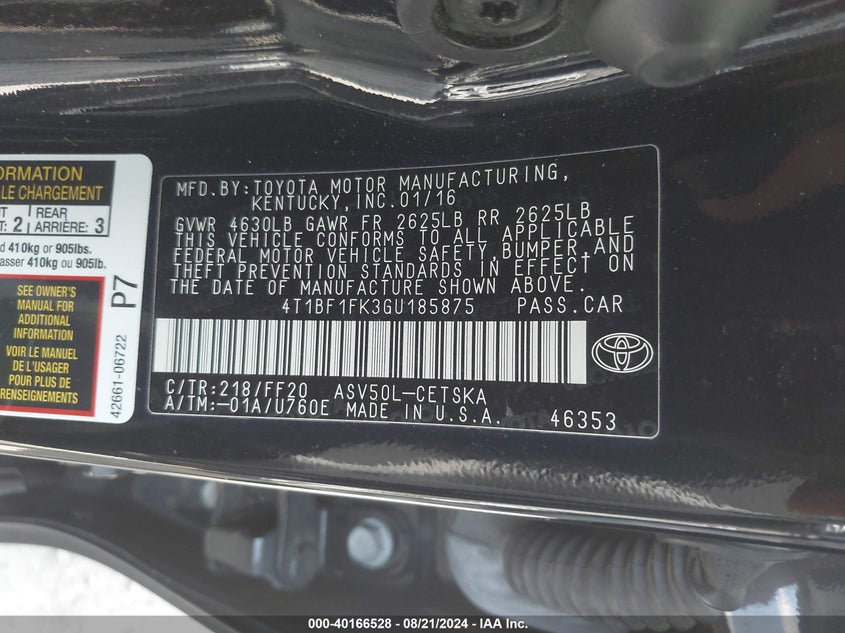 ORMATION
LE CHARGEMENT
REAR
2 ARRIÈRE: 3
410kg or 905lbs.
asser 410kg ou 905lb.
SEE OWNER'S
MANUAL FOR
ADDITIONAL
INFORMATION
VOIR LE MANUEL
DE L'USAGER
POUR PLUS DE
RENSEIGNEMENTS
P7
42661-06722
MFD.BY:TOYOTA MOTOR MANUFACTURING,
KENTUCKY,INC.01/16
GVWR 4630LB GAWR FR 2625LB RR 2625LB
THIS VEHICLE CONFORMS TO ALL APPLICABLE
FEDERAL MOTOR VEHICLE SAFETY,BUMPER,AND
THEFT PREVENTION STANDARDS IN EFFECT ON
THE DATE OF MANUFACTURE SHOWN ABOVE.
4T1BF1FK3GU185875 PASS.CAR
C/TR:218/FF20 ASV50L-CETSKA
A/TM:-01A/U760E MADE IN U.S.A. 46353
000-40166528 - 08/21/2024 - IAA Inc.